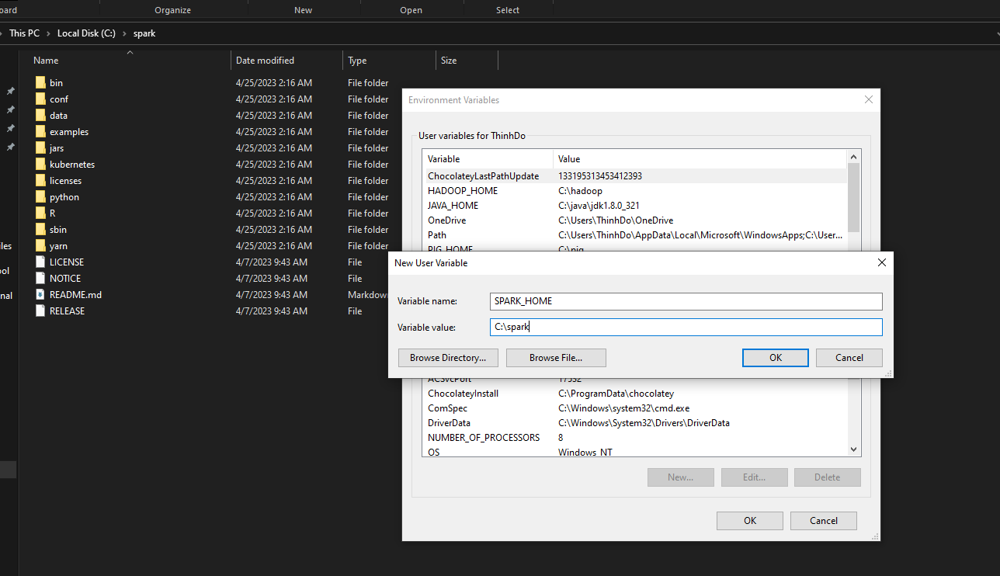 Organize New Open Select
This PC > Local Disk (C:) > spark
Name Date modified Type Size
bin 4/25/2023 2:16 AM File folder
conf 4/25/2023 2:16 AM File folder
data 4/25/2023 2:16 AM File folder
examples 4/25/2023 2:16 AM File folder
jars 4/25/2023 2:16 AM File folder
kubernetes 4/25/2023 2:16 AM File folder
licenses 4/25/2023 2:16 AM File folder
python 4/25/2023 2:16 AM File folder
R 4/25/2023 2:16 AM File folder
sbin 4/25/2023 2:16 AM File folder
yarn 4/25/2023 2:16 AM File folder
LICENSE 4/7/2023 9:43 AM File
NOTICE 4/7/2023 9:43 AM File
README.md 4/7/2023 9:43 AM Markdow
RELEASE 4/7/2023 9:43 AM File
Environment Variables
User variables for ThinhDo
Variable Value
ChocolateyLastPathUpdate 133195313453412393
HADOOP_HOME C:\hadoop
JAVA_HOME C:\java\jdk1.8.0_321
OneDrive C:\Users\ThinhDo\OneDrive
Path C:\Users\ThinhDo\AppData\Local\Microsoft\WindowsApps;C:\User...
PIG_HOME C:\pig
New User Variable
Variable name: SPARK_HOME
Variable value: C:\spark
Browse Directory... Browse File... OK Cancel
ACSvcPort 17532
ChocolateyInstall C:\ProgramData\chocolatey
ComSpec C:\Windows\system32\cmd.exe
DriverData C:\Windows\System32\Drivers\DriverData
NUMBER_OF_PROCESSORS 8
OS Windows_NT
New... Edit... Delete
OK Cancel